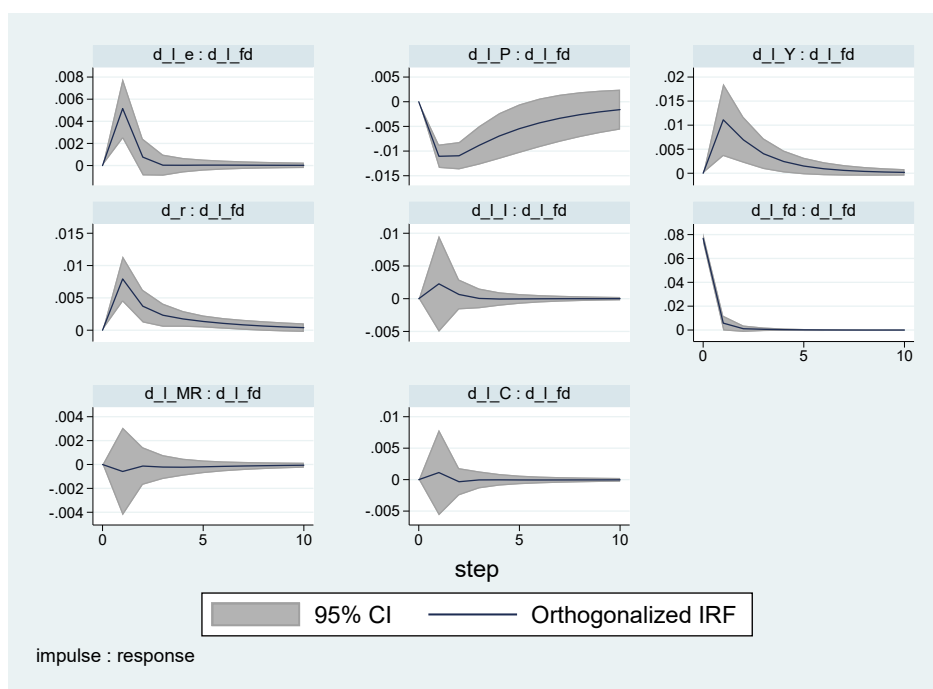 d_l_e : d_l_fd
.008
.006
.004
.002
0
d_l_P : d_l_fd
.005
0
-.005
-.01
-.015
d_l_Y : d_l_fd
.02
.015
.01
.005
0
d_r : d_l_fd
.015
.01
.005
0
d_l_I : d_l_fd
.01
.005
0
-.005
d_l_fd : d_l_fd
.08
.06
.04
.02
0
0 5 10
d_l_MR : d_l_fd
.004
.002
0
-.002
-.004
0 5 10
d_l_C : d_l_fd
.01
.005
0
-.005
0 5 10
step
95% CI
Orthogonalized IRF
impulse : response